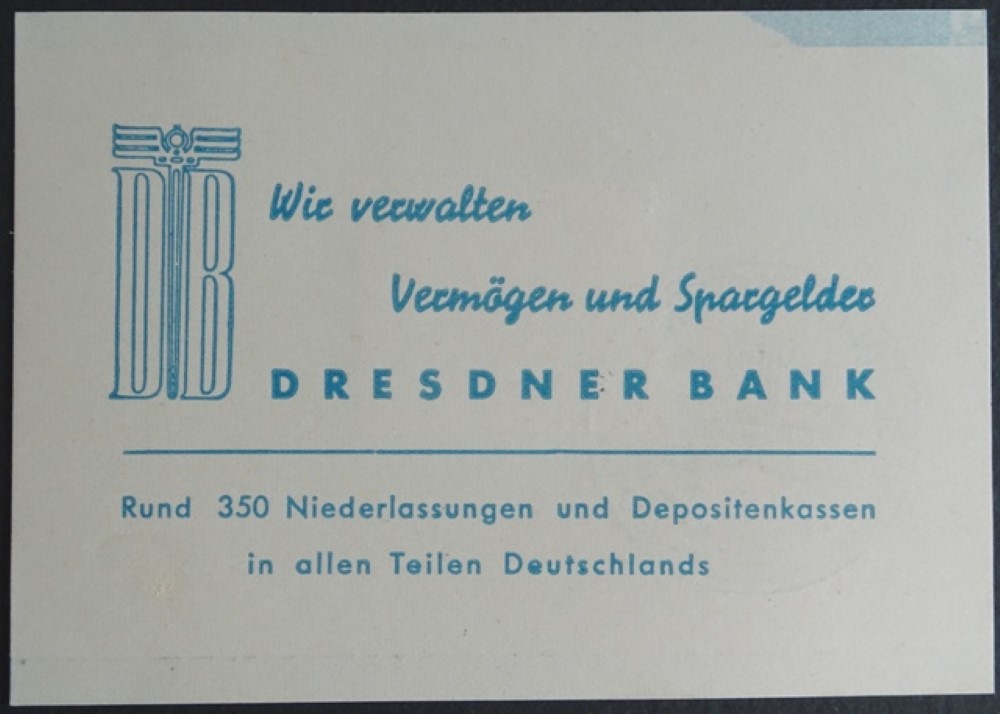 DB
Wir verwalten
Vermögen und Spargelder
DRESDNER BANK
Rund 350 Niederlassungen und Depositenkassen
in allen Teilen Deutschlands